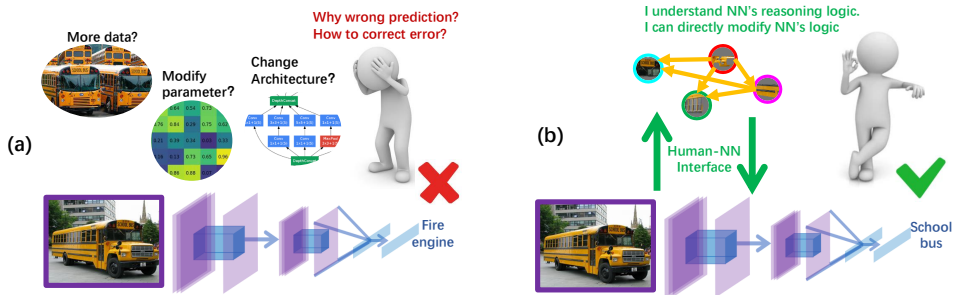 Why wrong prediction?
How to correct error?
More data?
Modify
parameter?
Change
Architecture?
(a)
Fire
engine
I understand NN's reasoning logic.
I can directly modify NN's logic
(b)
Human-NN
Interface
School
bus